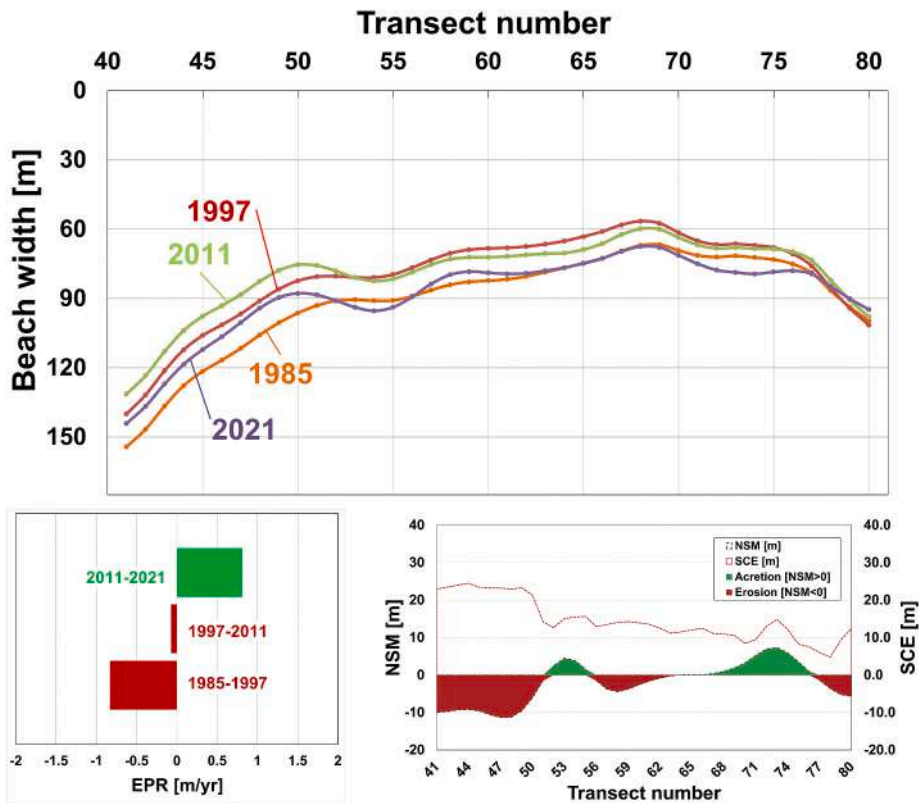 Transect number
40 45 50 55 60 65 70 75 80
Beach width [m]
0
30
60
90
120
150
1997
2011
1985
2021
2011-2021
1997-2011
1985-1997
-2 -1.5 -1 -0.5 0 0.5 1 1.5 2
EPR [m/yr]
NSM [m]
40
30
20
10
0
-10
-20
NSM [m]
SCE [m]
Accretion [NSM>0]
Erosion [NSM<0]
40.0
30.0
20.0
10.0
0.0
-10.0
-20.0
SCE [m]
41 44 47 50 53 56 59 62 65 68 71 74 77 80
Transect number